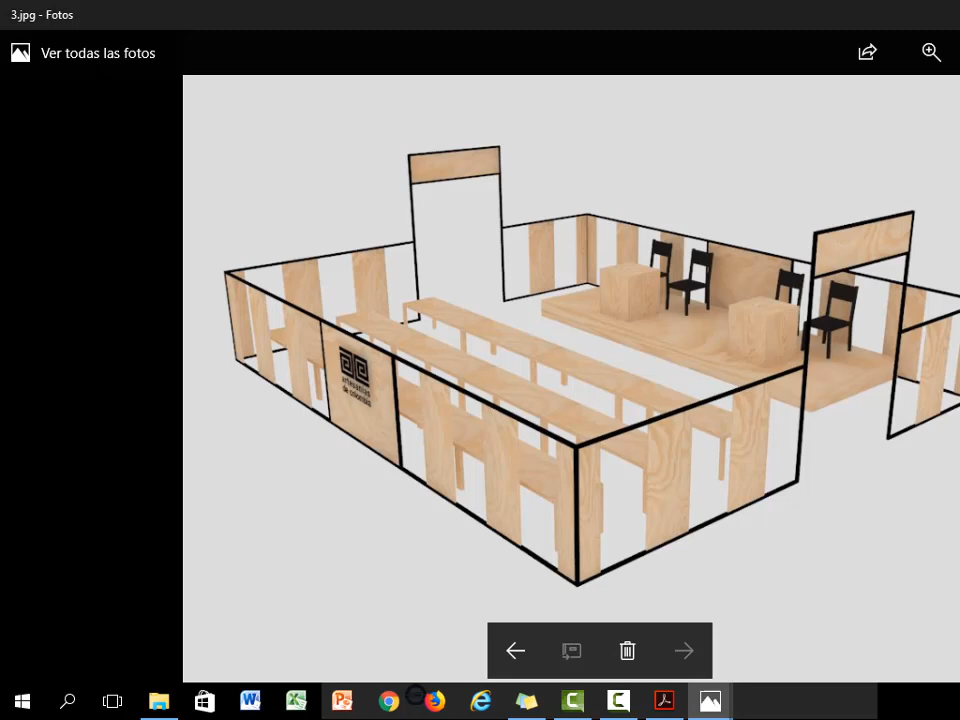 3.jpg - Fotos
Ver todas las fotos
artesanías
de colombia